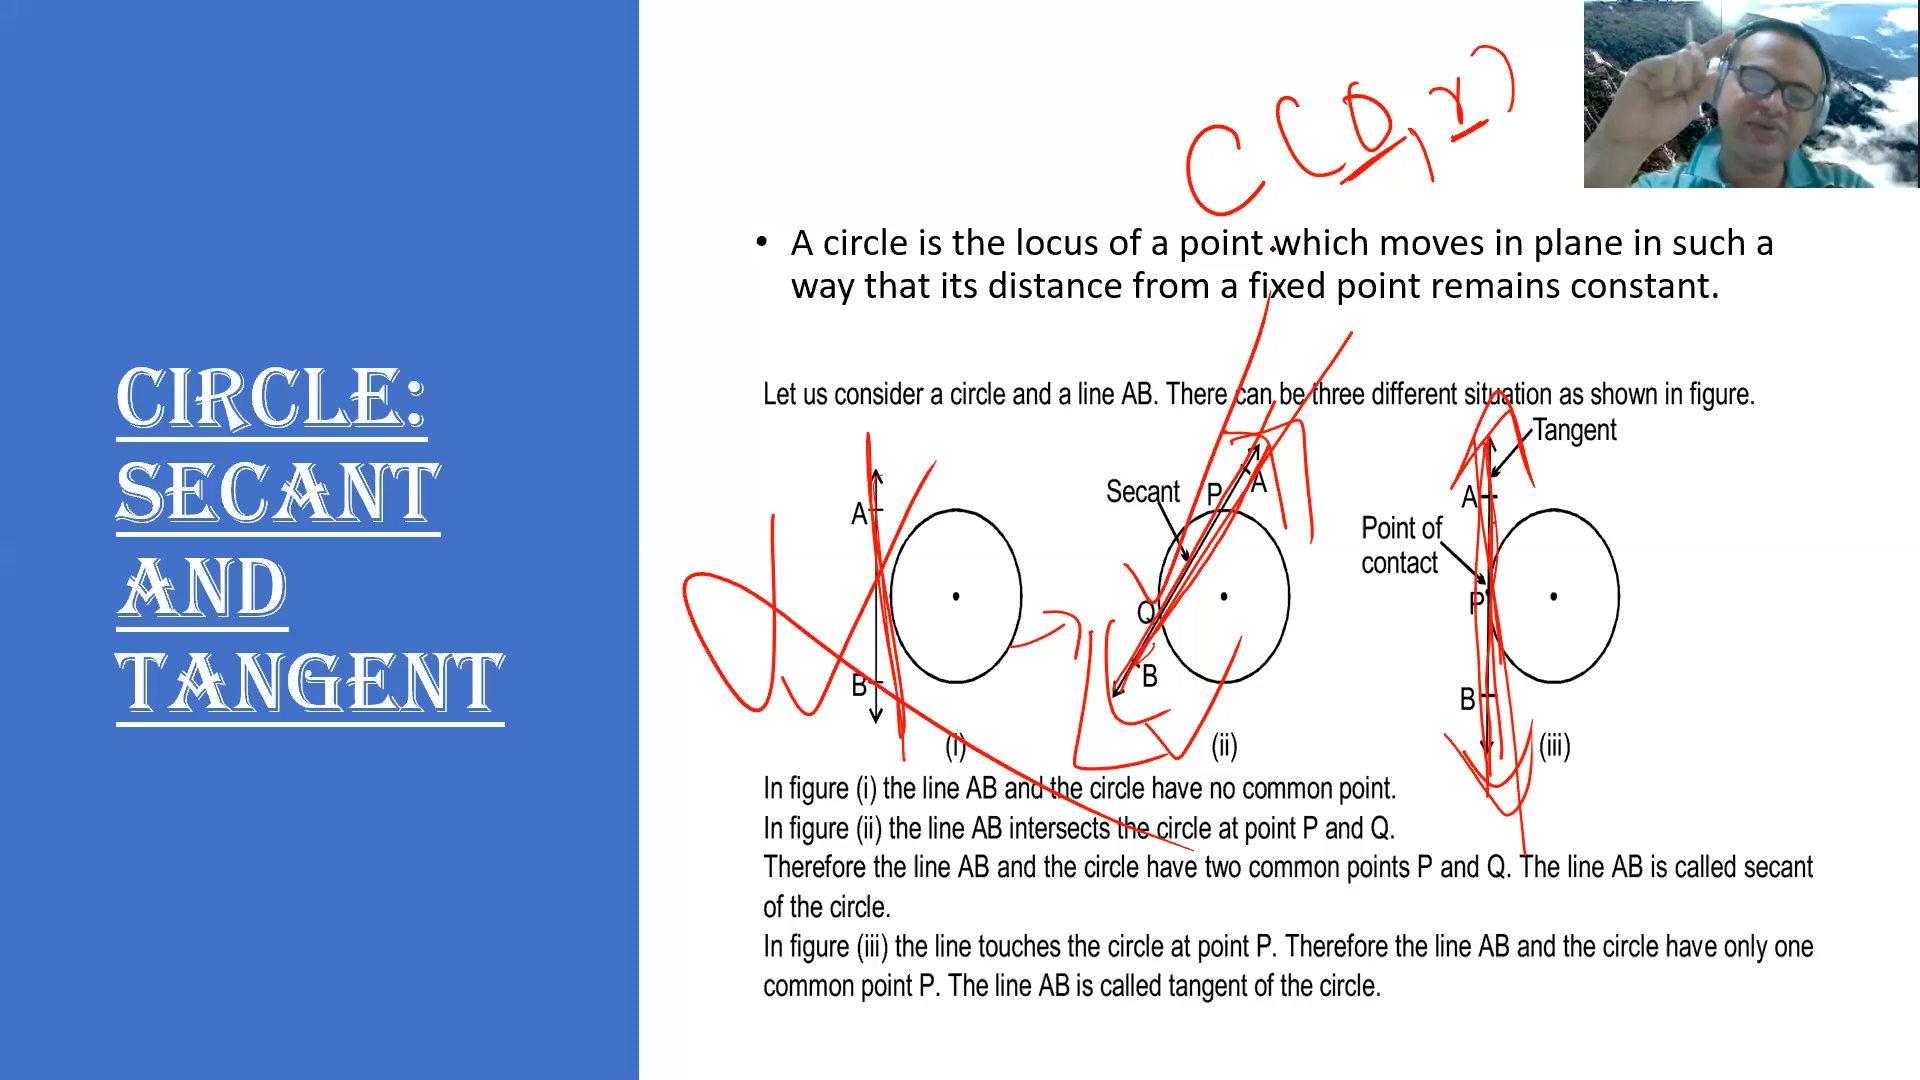 CIRCLE:
SECANT
AND
TANGENT
C(O,r)
• A circle is the locus of a point which moves in plane in such a
way that its distance from a fixed point remains constant.
Let us consider a circle and a line AB. There can be three different situation as shown in figure.
A
B
(i)
Secant
P
A
Q
B
(ii)
Tangent
A
Point of
contact
P
B
(iii)
In figure (i) the line AB and the circle have no common point.
In figure (ii) the line AB intersects the circle at point P and Q.
Therefore the line AB and the circle have two common points P and Q. The line AB is called secant
of the circle.
In figure (iii) the line touches the circle at point P. Therefore the line AB and the circle have only one
common point P. The line AB is called tangent of the circle.